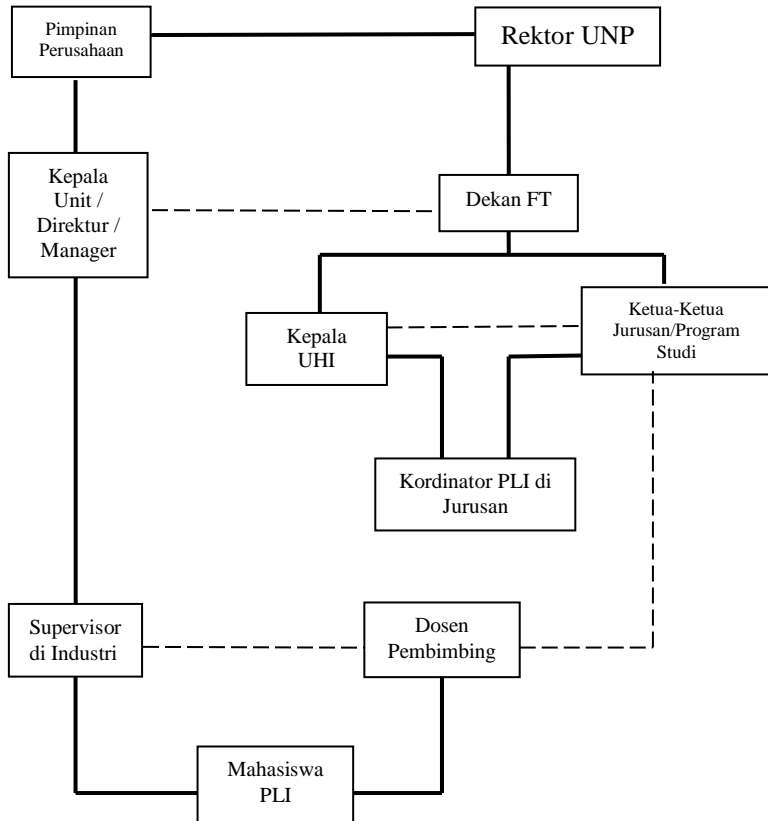 Pimpinan
Perusahaan
Rektor UNP
Kepala
Unit /
Direktur /
Manager
Dekan FT
Kepala
UHI
Ketua-Ketua
Jurusan/Program
Studi
Kordinator PLI di
Jurusan
Supervisor
di Industri
Dosen
Pembimbing
Mahasiswa
PLI